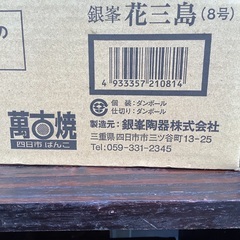 の
銀峯 花三島(8号)
4 933357 210814
個 装:ダンボール
仕切り:ダンボール
萬古焼
四日市ばんこ
製造元:銀峯陶器株式会社
三重県四日市市三ツ谷町13-25
Tel:059-331-2345